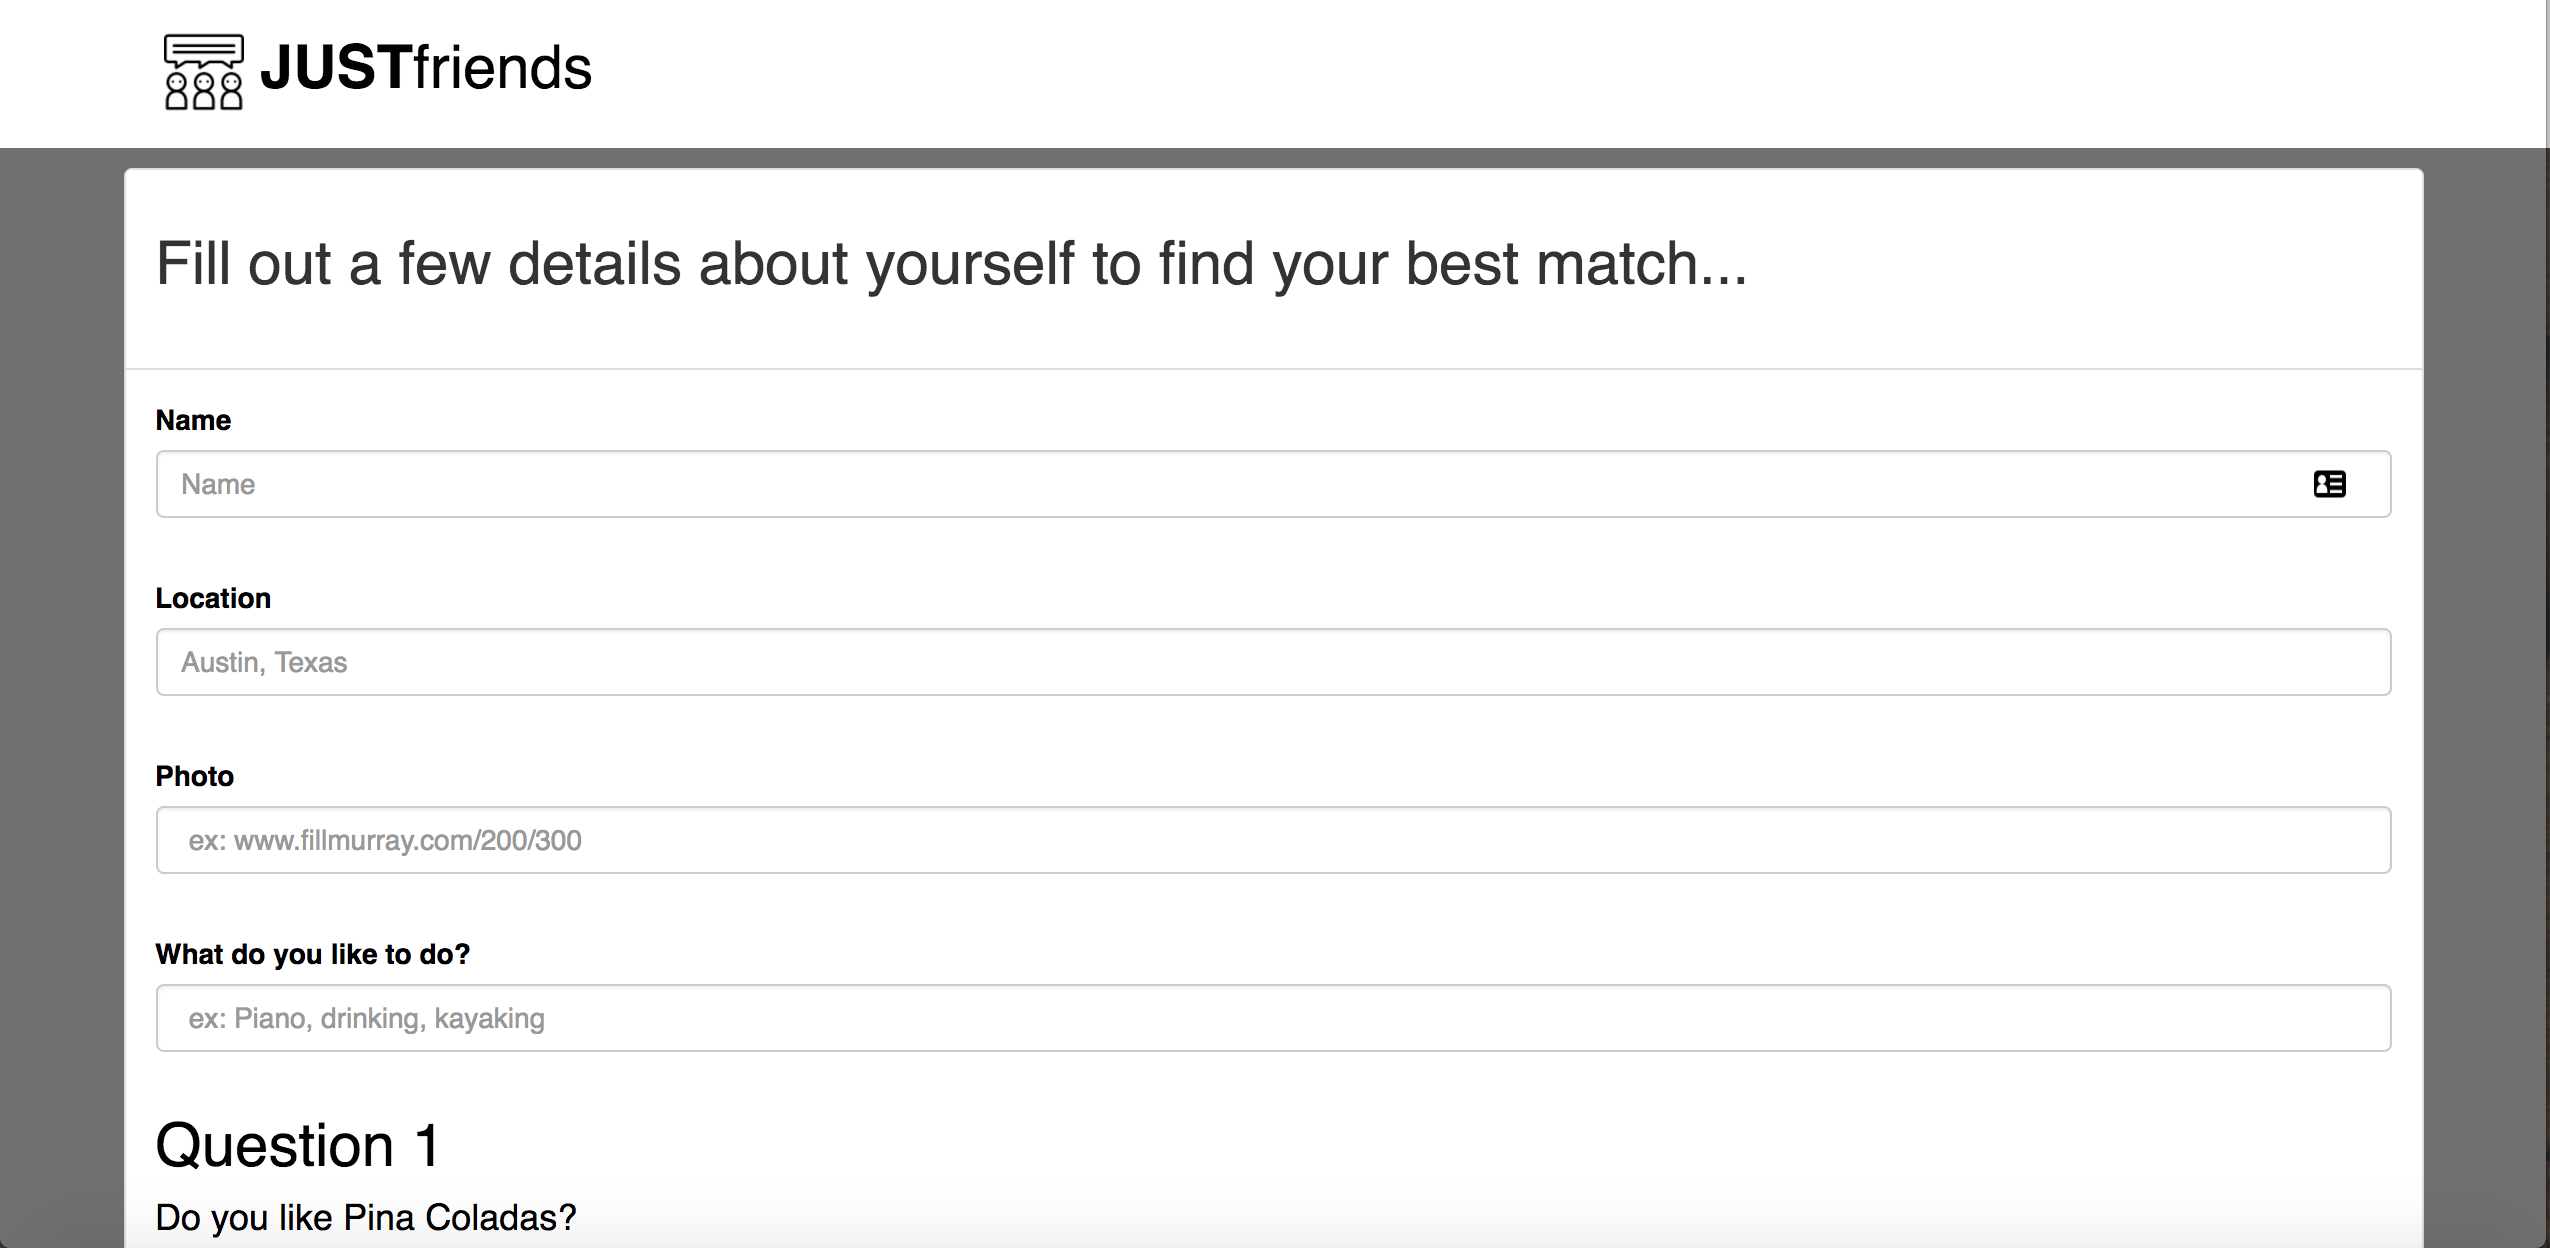 JUSTfriends
Fill out a few details about yourself to find your best match...
Name
Name
Location
Austin, Texas
Photo
ex: www.fillmurray.com/200/300
What do you like to do?
ex: Piano, drinking, kayaking
Question 1
Do you like Pina Coladas?